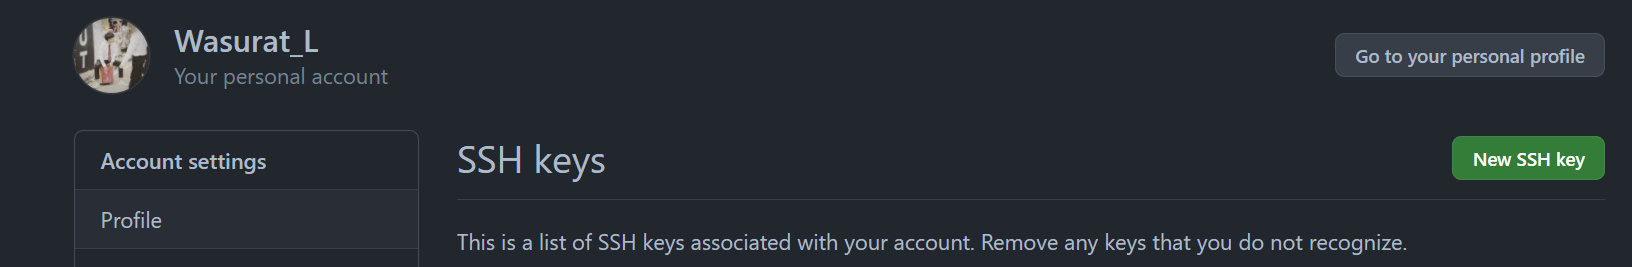 Wasurat_L
Your personal account
Go to your personal profile
Account settings
Profile
SSH keys
New SSH key
This is a list of SSH keys associated with your account. Remove any keys that you do not recognize.